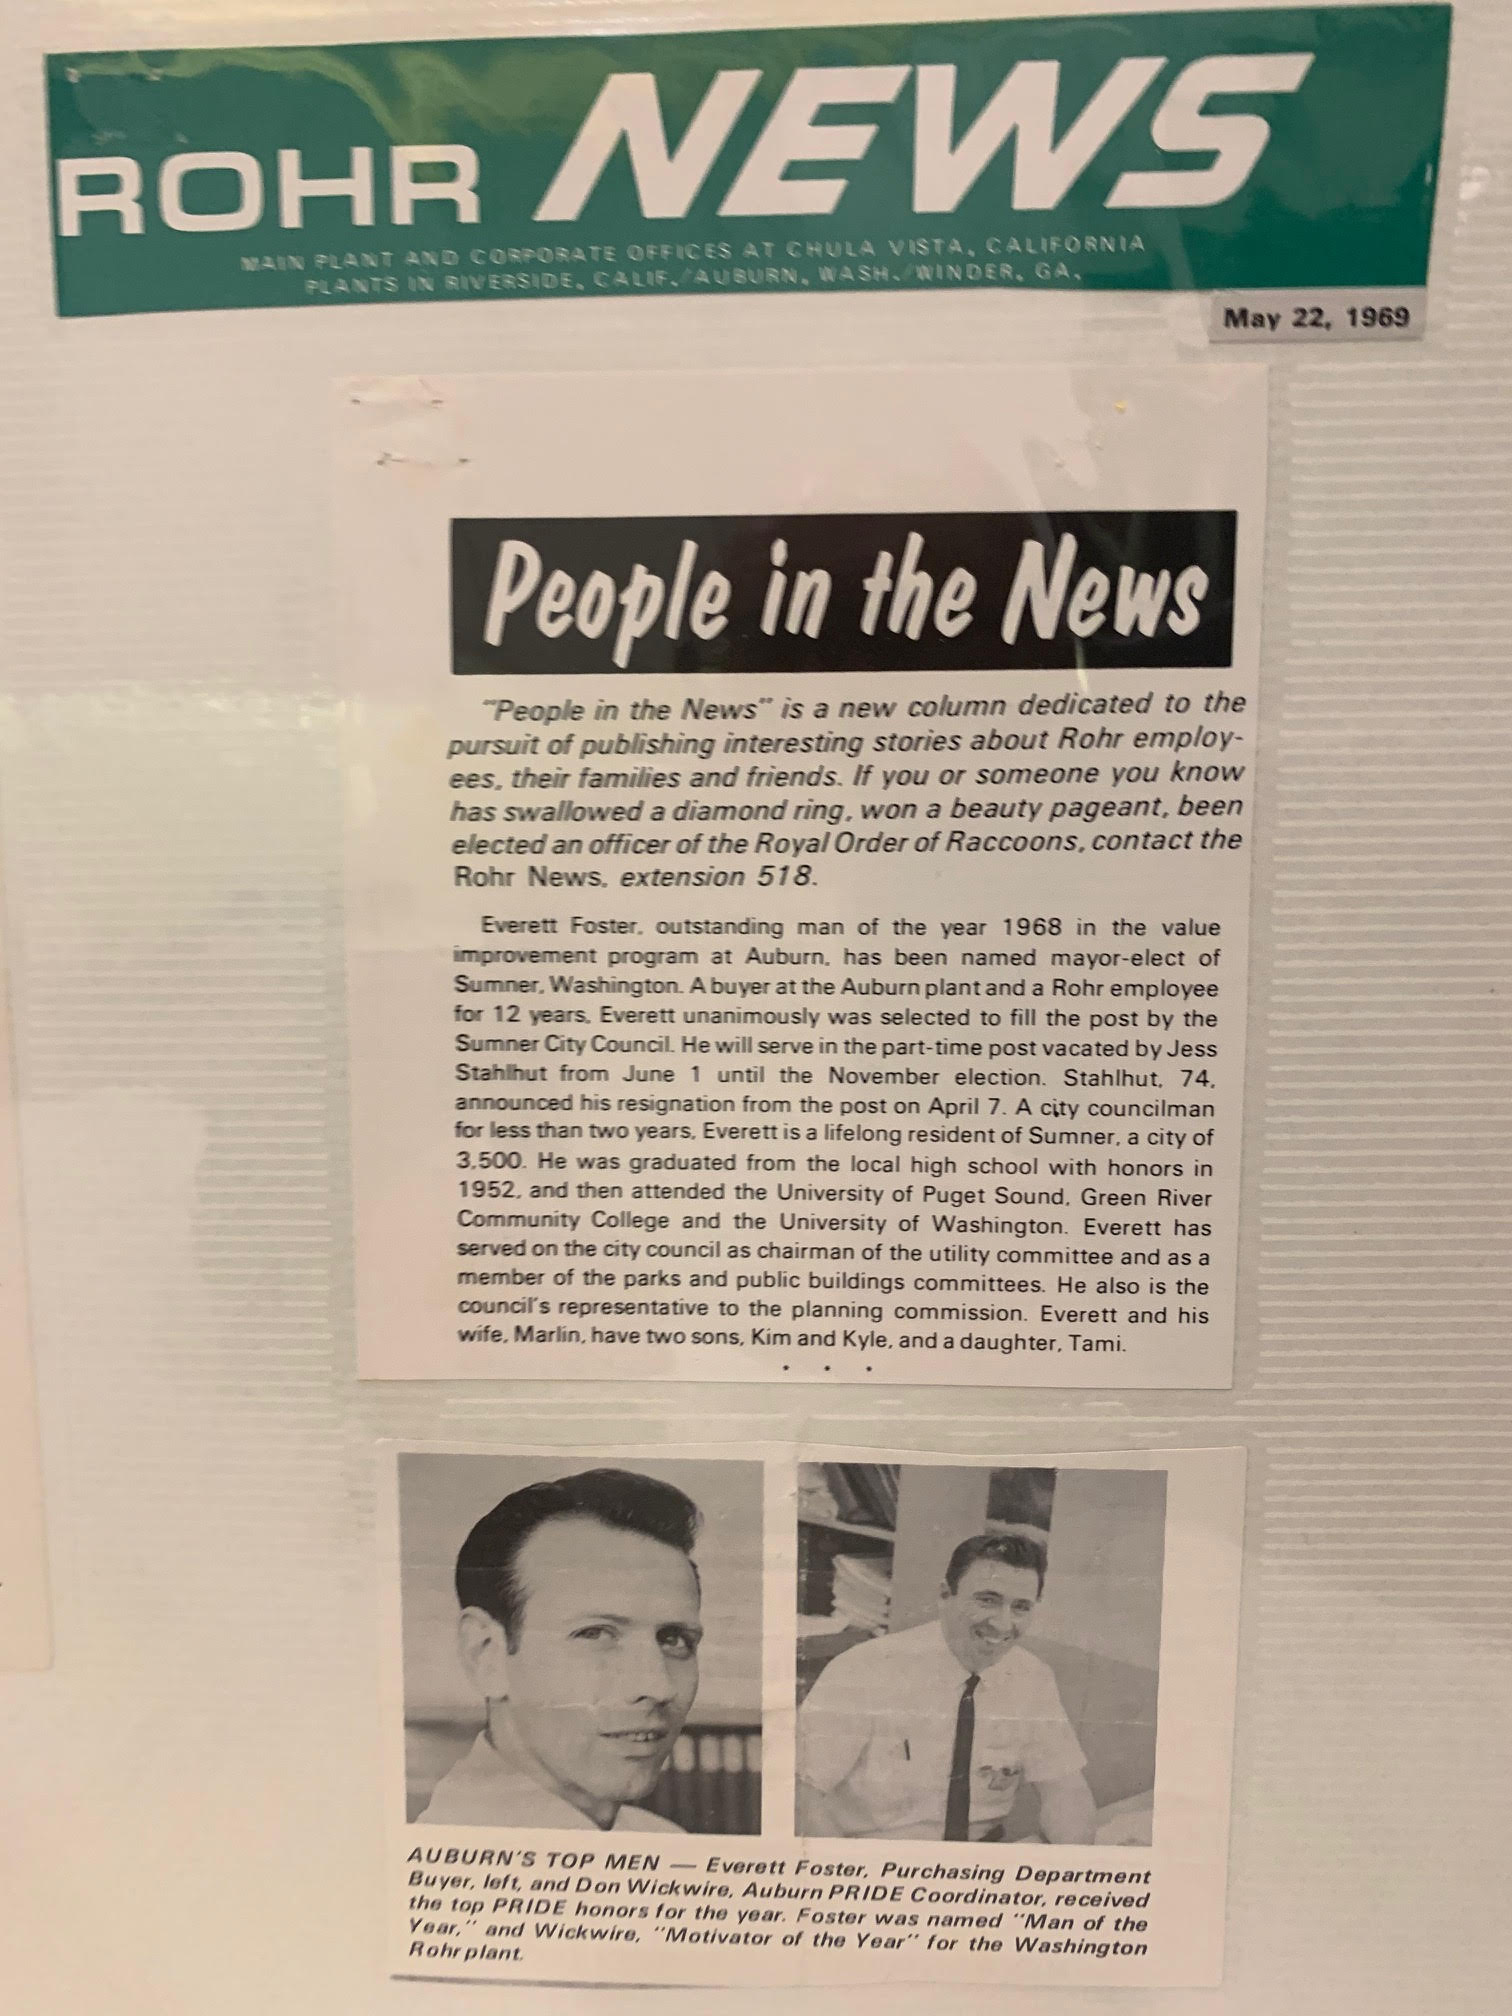 ROHR NEWS
MAIN PLANT AND CORPORATE OFFICES AT CHULA VISTA, CALIFORNIA
PLANTS IN RIVERSIDE, CALIF./AUBURN, WASH./WINDER, GA.
May 22, 1969
People in the News
"People in the News" is a new column dedicated to the
pursuit of publishing interesting stories about Rohr employ-
ees, their families and friends. If you or someone you know
has swallowed a diamond ring, won a beauty pageant, been
elected an officer of the Royal Order of Raccoons, contact the
Rohr News, extension 518.
Everett Foster, outstanding man of the year 1968 in the value
improvement program at Auburn, has been named mayor-elect of
Sumner, Washington. A buyer at the Auburn plant and a Rohr employee
for 12 years, Everett unanimously was selected to fill the post by the
Sumner City Council. He will serve in the part-time post vacated by Jess
Stahlhut from June 1 until the November election. Stahlhut, 74,
announced his resignation from the post on April 7. A city councilman
for less than two years, Everett is a lifelong resident of Sumner, a city of
3,500. He was graduated from the local high school with honors in
1952, and then attended the University of Puget Sound, Green River
Community College and the University of Washington. Everett has
served on the city council as chairman of the utility committee and as a
member of the parks and public buildings committees. He also is the
council's representative to the planning commission. Everett and his
wife, Marlin, have two sons, Kim and Kyle, and a daughter, Tami.
. . .
AUBURN'S TOP MEN — Everett Foster, Purchasing Department
Buyer, left, and Don Wickwire, Auburn PRIDE Coordinator, received
the top PRIDE honors for the year. Foster was named "Man of the
Year," and Wickwire, "Motivator of the Year" for the Washington
Rohr plant.